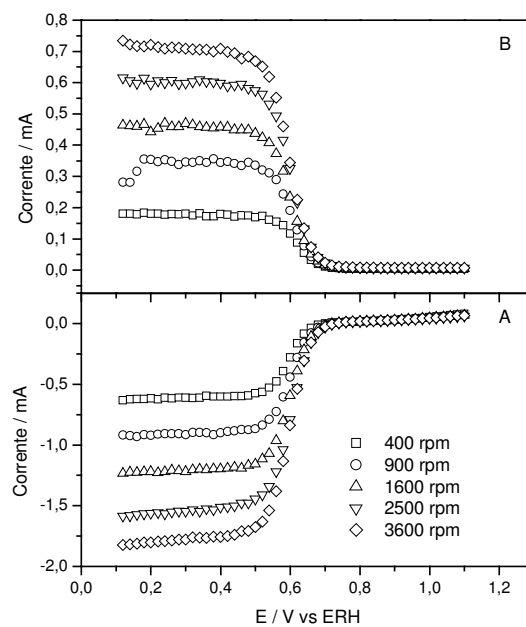 0,8
0,7
0,6
0,5
0,4
0,3
0,2
0,1
0,0
Corrente / mA
B
0,0
-0,5
-1,0
-1,5
-2,0
Corrente / mA
A
400 rpm
900 rpm
1600 rpm
2500 rpm
3600 rpm
0,0 0,2 0,4 0,6 0,8 1,0 1,2
E / V vs ERH